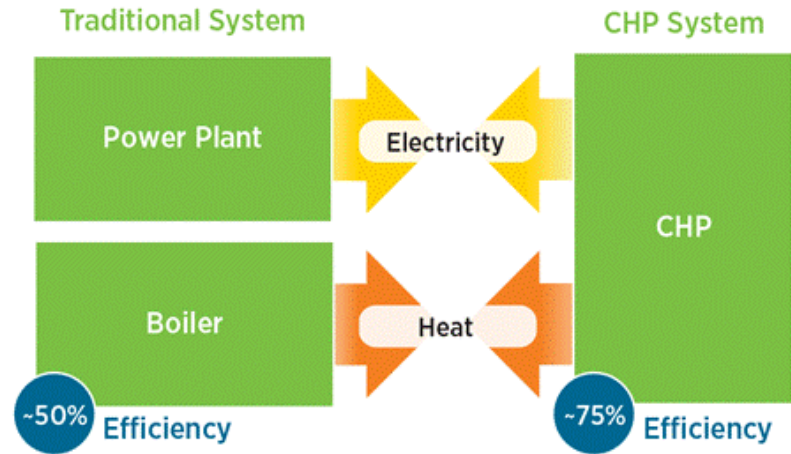 Traditional System
CHP System
Power Plant
Electricity
CHP
Boiler
Heat
~50% Efficiency
~75% Efficiency